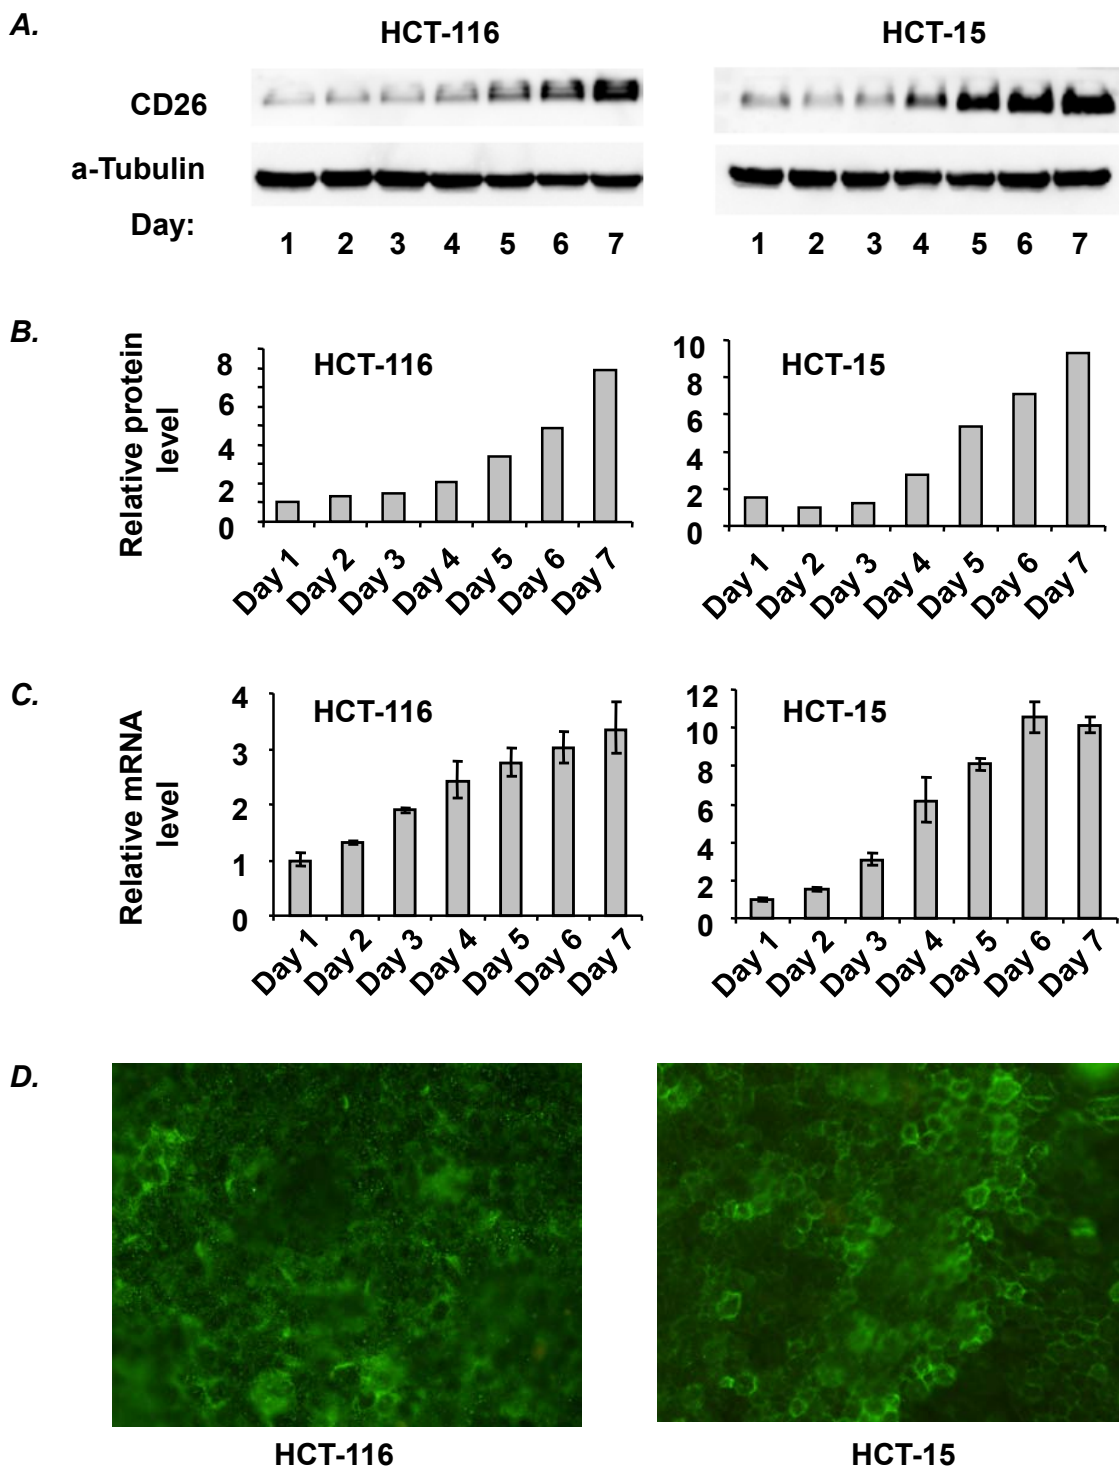 A.
HCT-116 HCT-15
CD26
a-Tubulin
Day:
1 2 3 4 5 6 7 1 2 3 4 5 6 7
B.
Relative protein
level
HCT-116
8
6
4
2
0
Day 1 Day 2 Day 3 Day 4 Day 5 Day 6 Day 7
HCT-15
10
8
6
4
2
0
Day 1 Day 2 Day 3 Day 4 Day 5 Day 6 Day 7
C.
Relative mRNA
level
HCT-116
4
3
2
1
0
Day 1 Day 2 Day 3 Day 4 Day 5 Day 6 Day 7
HCT-15
12
10
8
6
4
2
0
Day 1 Day 2 Day 3 Day 4 Day 5 Day 6 Day 7
D.
HCT-116 HCT-15